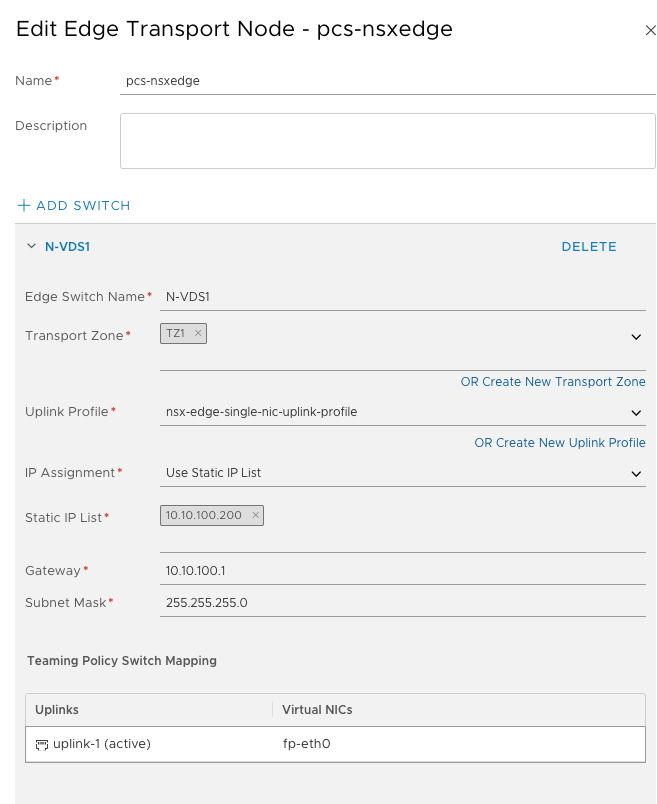 Edit Edge Transport Node - pcs-nsxedge
Name* pcs-nsxedge
Description
ADD SWITCH
N-VDS1 DELETE
Edge Switch Name* N-VDS1
Transport Zone* TZ1
OR Create New Transport Zone
Uplink Profile* nsx-edge-single-nic-uplink-profile
OR Create New Uplink Profile
IP Assignment* Use Static IP List
Static IP List* 10.10.100.200
Gateway* 10.10.100.1
Subnet Mask* 255.255.255.0
Teaming Policy Switch Mapping
Uplinks Virtual NICs
uplink-1 (active) fp-eth0